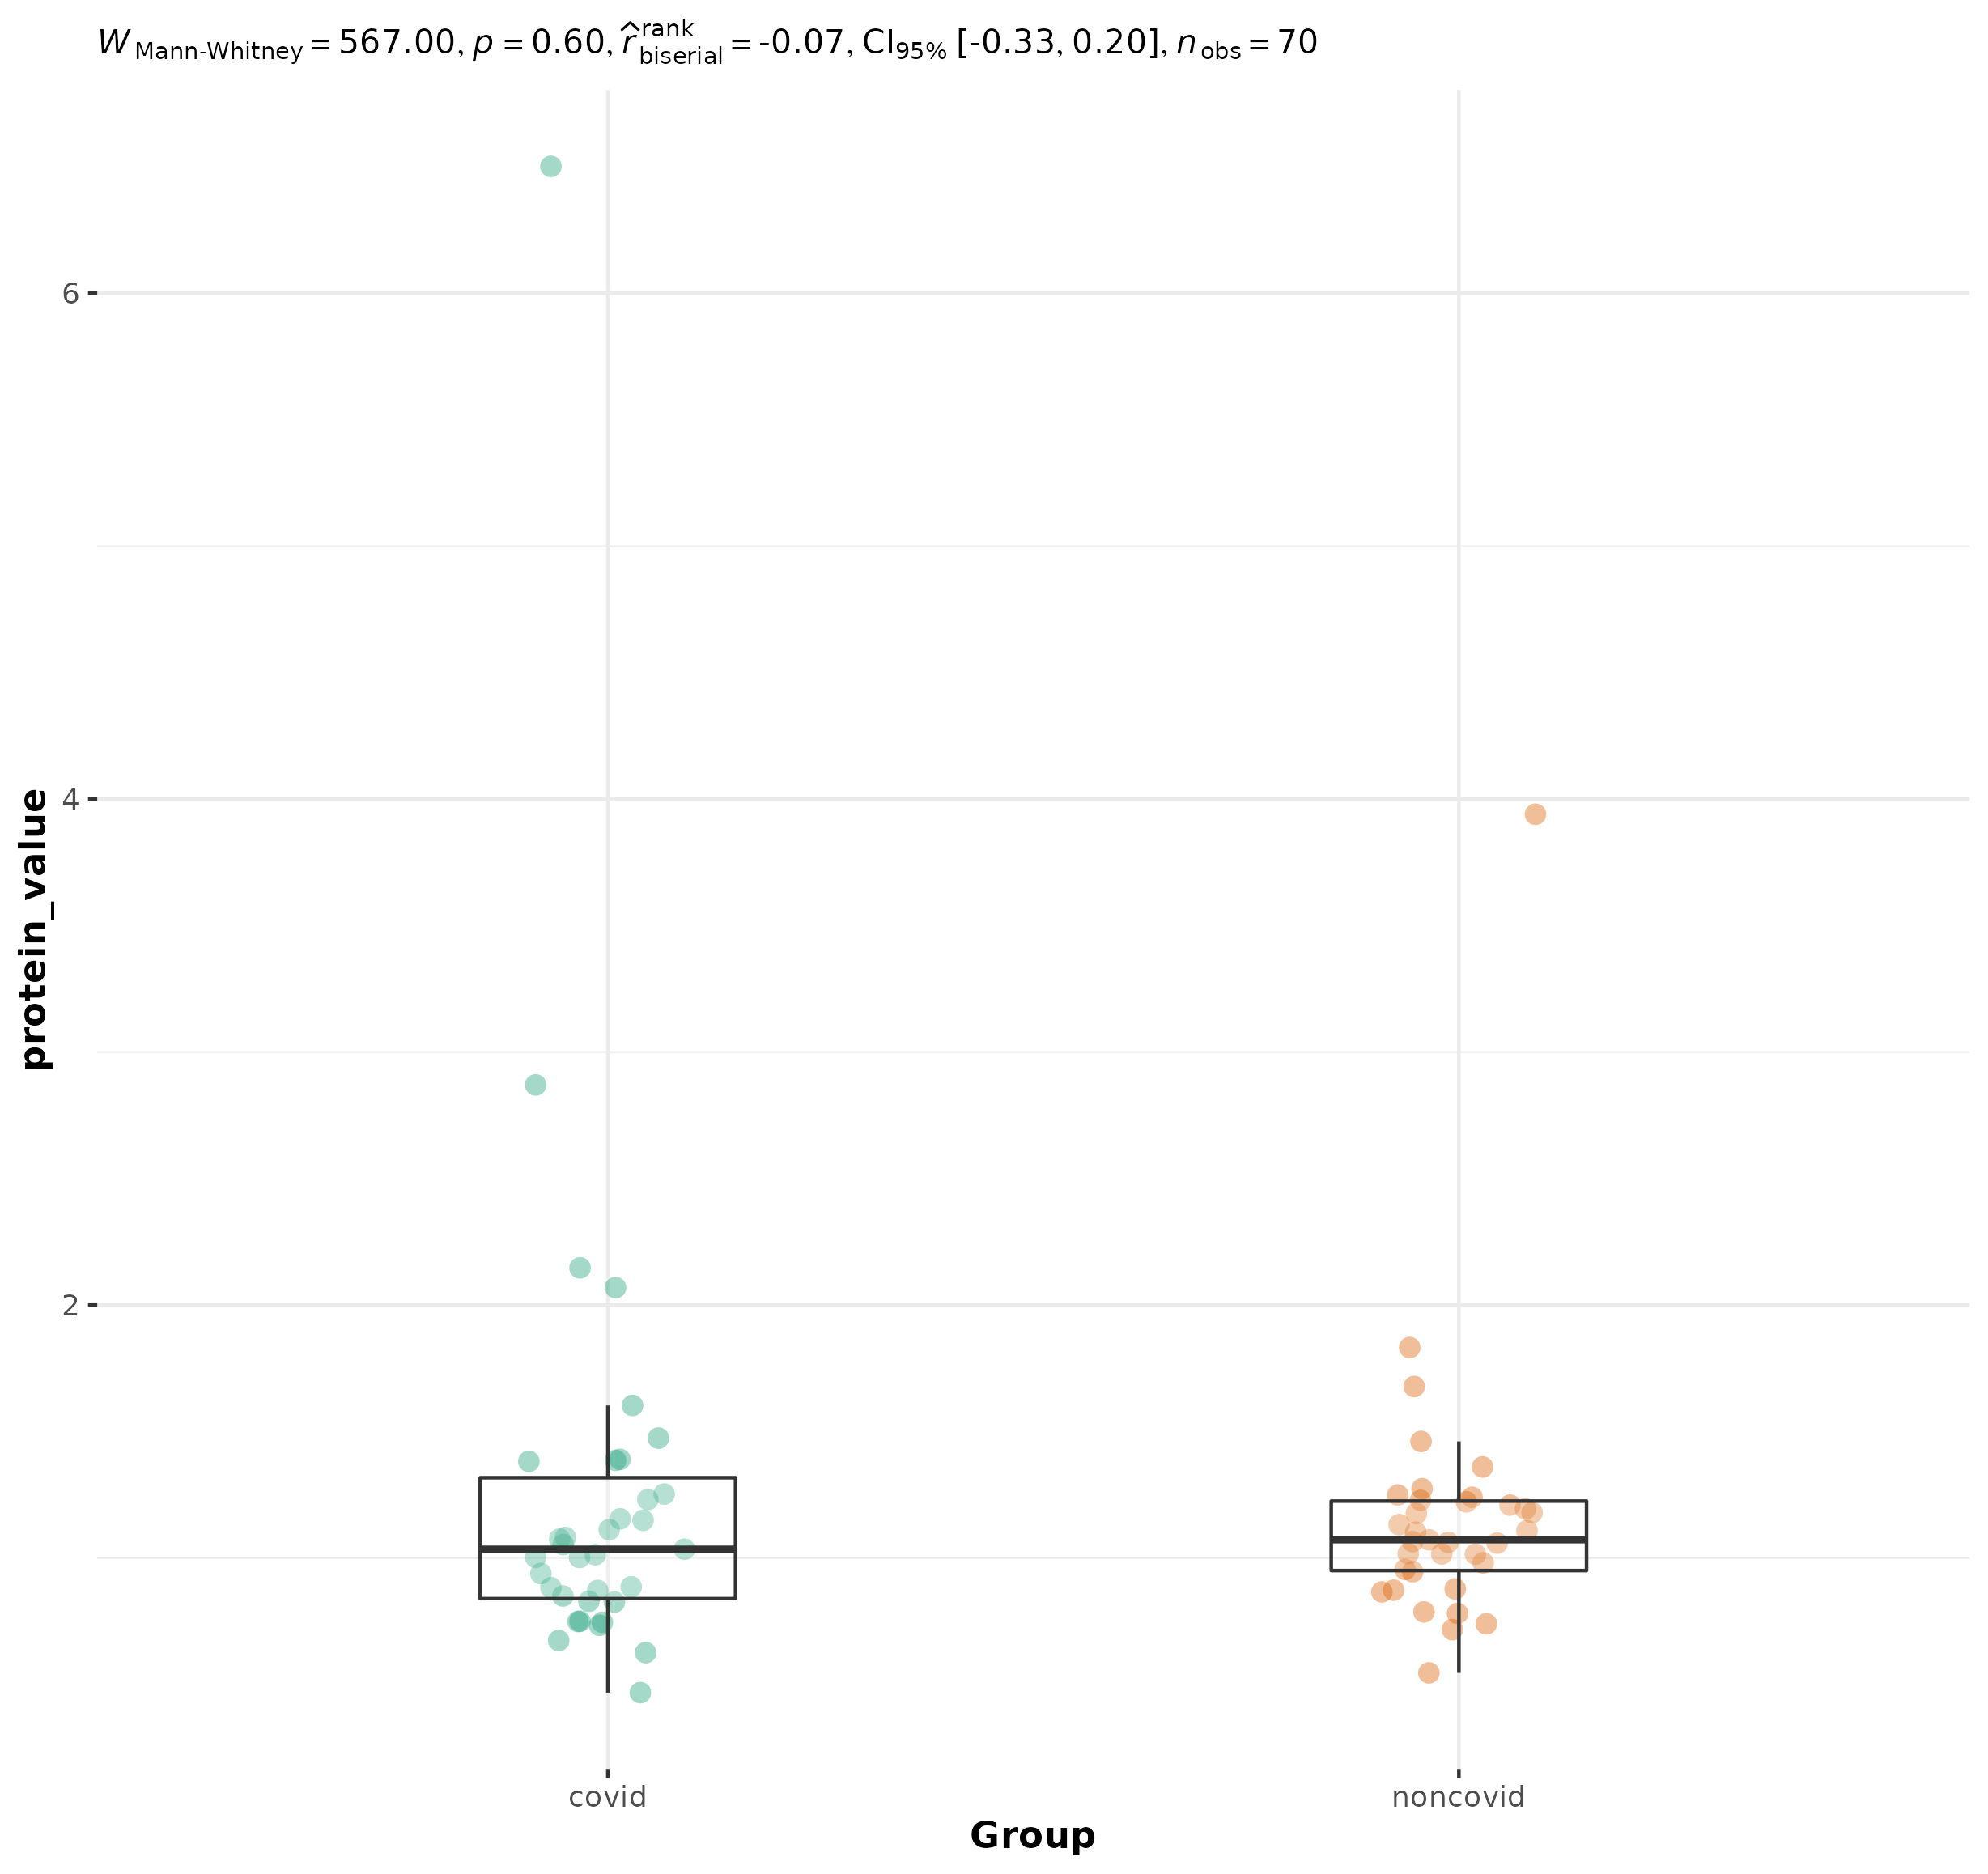 W Mann-Whitney = 567.00, p = 0.60, r̂ rank biserial = -0.07, CI95% [-0.33, 0.20], n obs = 70
6
4
2
protein_value
covid noncovid
Group